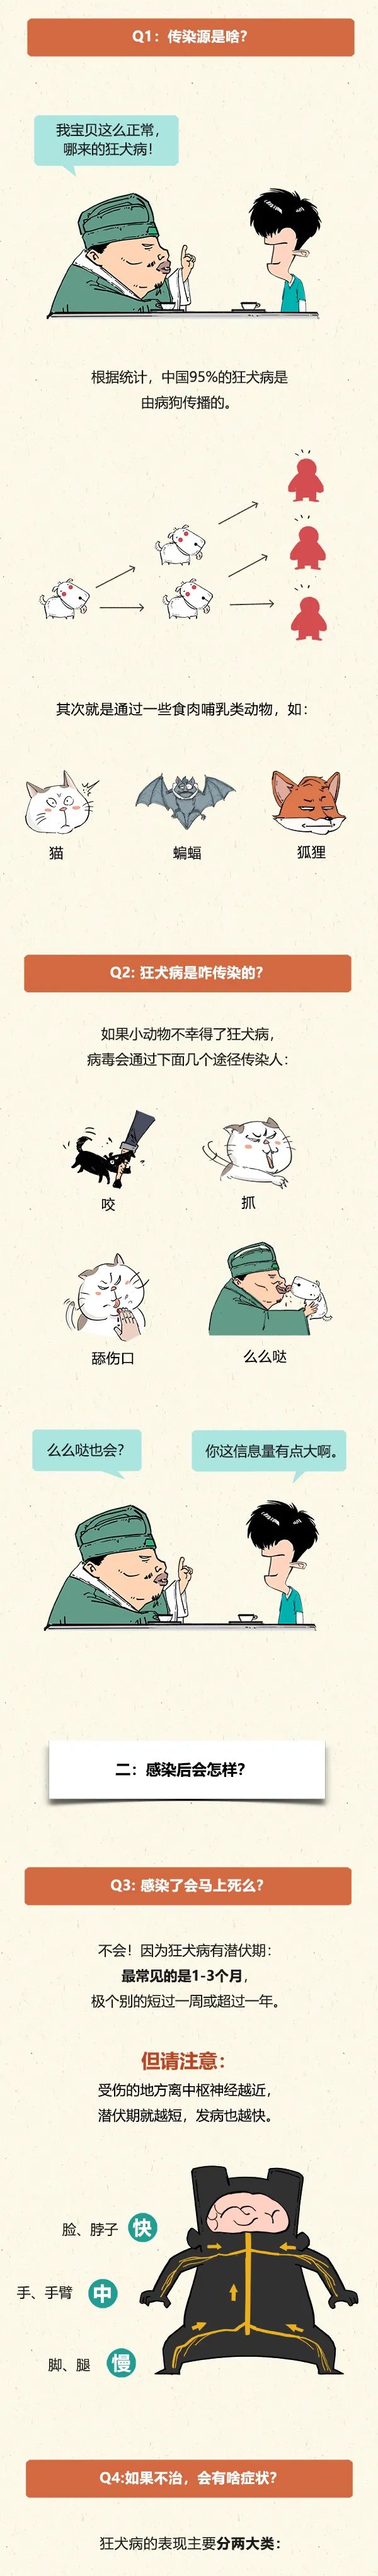 Q1：传染源是啥？
我宝贝这么正常，
哪来的狂犬病！
根据统计，中国95%的狂犬病是
由病狗传播的。
其次就是通过一些食肉哺乳类动物，如：
猫
蝙蝠
狐狸
Q2: 狂犬病是咋传染的？
如果小动物不幸得了狂犬病，
病毒会通过下面几个途径传染人：
咬
抓
舔伤口
么么哒
么么哒也会？
你这信息量有点大啊。
二：感染后会怎样？
Q3: 感染了会马上死么？
不会！因为狂犬病有潜伏期：
最常见的是1-3个月，
极个别的短过一周或超过一年。
但请注意：
受伤的地方离中枢神经越近，
潜伏期就越短，发病也越快。
脸、脖子 快
手、手臂 中
脚、腿 慢
Q4:如果不治，会有啥症状？
狂犬病的表现主要分两大类：